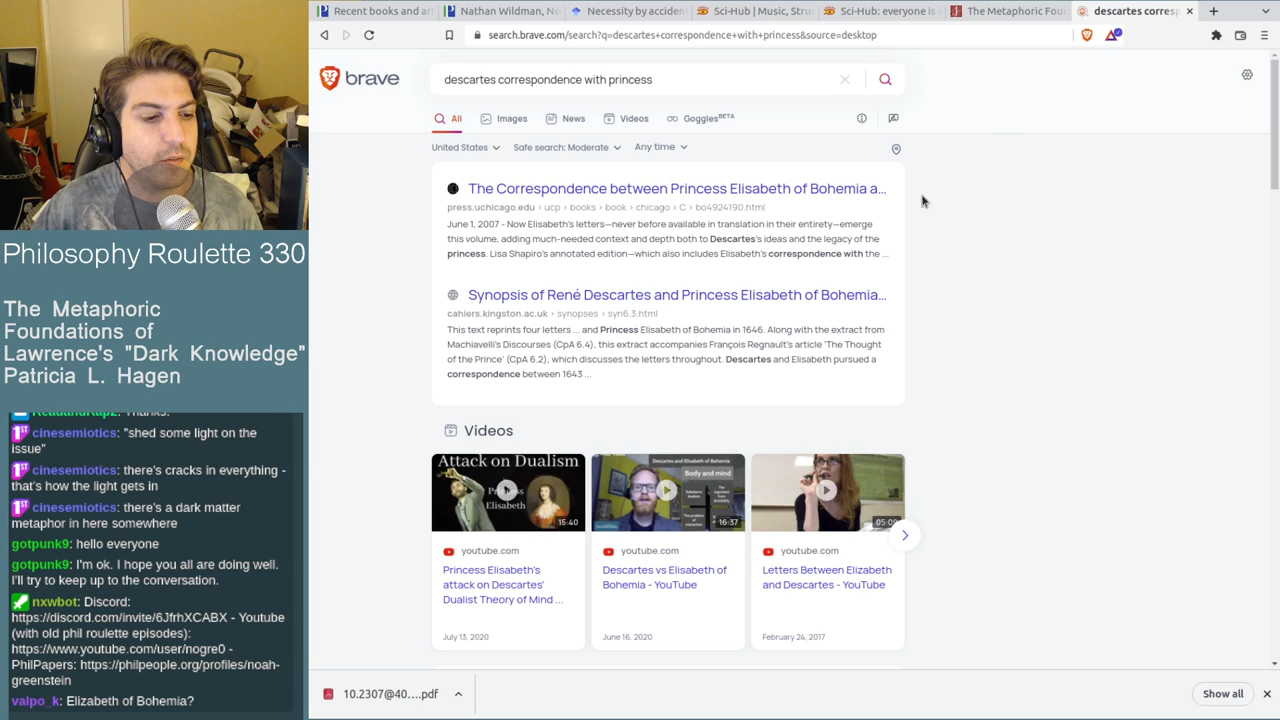 Recent books and art
Nathan Wildman, Ne
Necessity by acciden
Sci-Hub | Music, Stru
Sci-Hub: everyone is
The Metaphoric Foun
descartes corresp
search.brave.com/search?q=descartes+correspondence+with+princess&source=desktop
brave
descartes correspondence with princess
All
Images
News
Videos
Goggles BETA
United States
Safe search: Moderate
Any time
The Correspondence between Princess Elisabeth of Bohemia a...
press.uchicago.edu › ucp › books › book › chicago › C › bo4924190.html
June 1, 2007 - Now Elisabeth's letters—never before available in translation in their entirety—emerge
this volume, adding much-needed context and depth both to Descartes's ideas and the legacy of the
princess. Lisa Shapiro's annotated edition—which also includes Elisabeth's correspondence with the ...
Synopsis of René Descartes and Princess Elisabeth of Bohemia...
cahiers.kingston.ac.uk › synopses › syn6.3.html
This text reprints four letters ... and Princess Elisabeth of Bohemia in 1646. Along with the extract from
Machiavelli's Discourses (CpA 6.4), this extract accompanies François Regnault's article 'The Thought
of the Prince' (CpA 6.2), which discusses the letters throughout. Descartes and Elisabeth pursued a
correspondence between 1643 ...
Videos
Attack on Dualism
Princess
Elisabeth
15:40
Descartes and Elisabeth of Bohemia
Body and mind
16:37
05:09
youtube.com
Princess Elisabeth's
attack on Descartes'
Dualist Theory of Mind ...
July 13, 2020
youtube.com
Descartes vs Elisabeth of
Bohemia - YouTube
June 16, 2020
youtube.com
Letters Between Elizabeth
and Descartes - YouTube
February 24, 2017
10.2307@40....pdf
Show all
Philosophy Roulette 330
The Metaphoric
Foundations of
Lawrence's "Dark Knowledge"
Patricia L. Hagen
cinesemiotics: "shed some light on the
issue"
cinesemiotics: there's cracks in everything -
that's how the light gets in
cinesemiotics: there's a dark matter
metaphor in here somewhere
gotpunk9: hello everyone
gotpunk9: I'm ok. I hope you all are doing well.
I'll try to keep up to the conversation.
nxwbot: Discord:
https://discord.com/invite/6JfrhXCABX - Youtube
(with old phil roulette episodes):
https://www.youtube.com/user/nogre0 -
PhilPapers: https://philpeople.org/profiles/noah-
greenstein
valpo_k: Elizabeth of Bohemia?